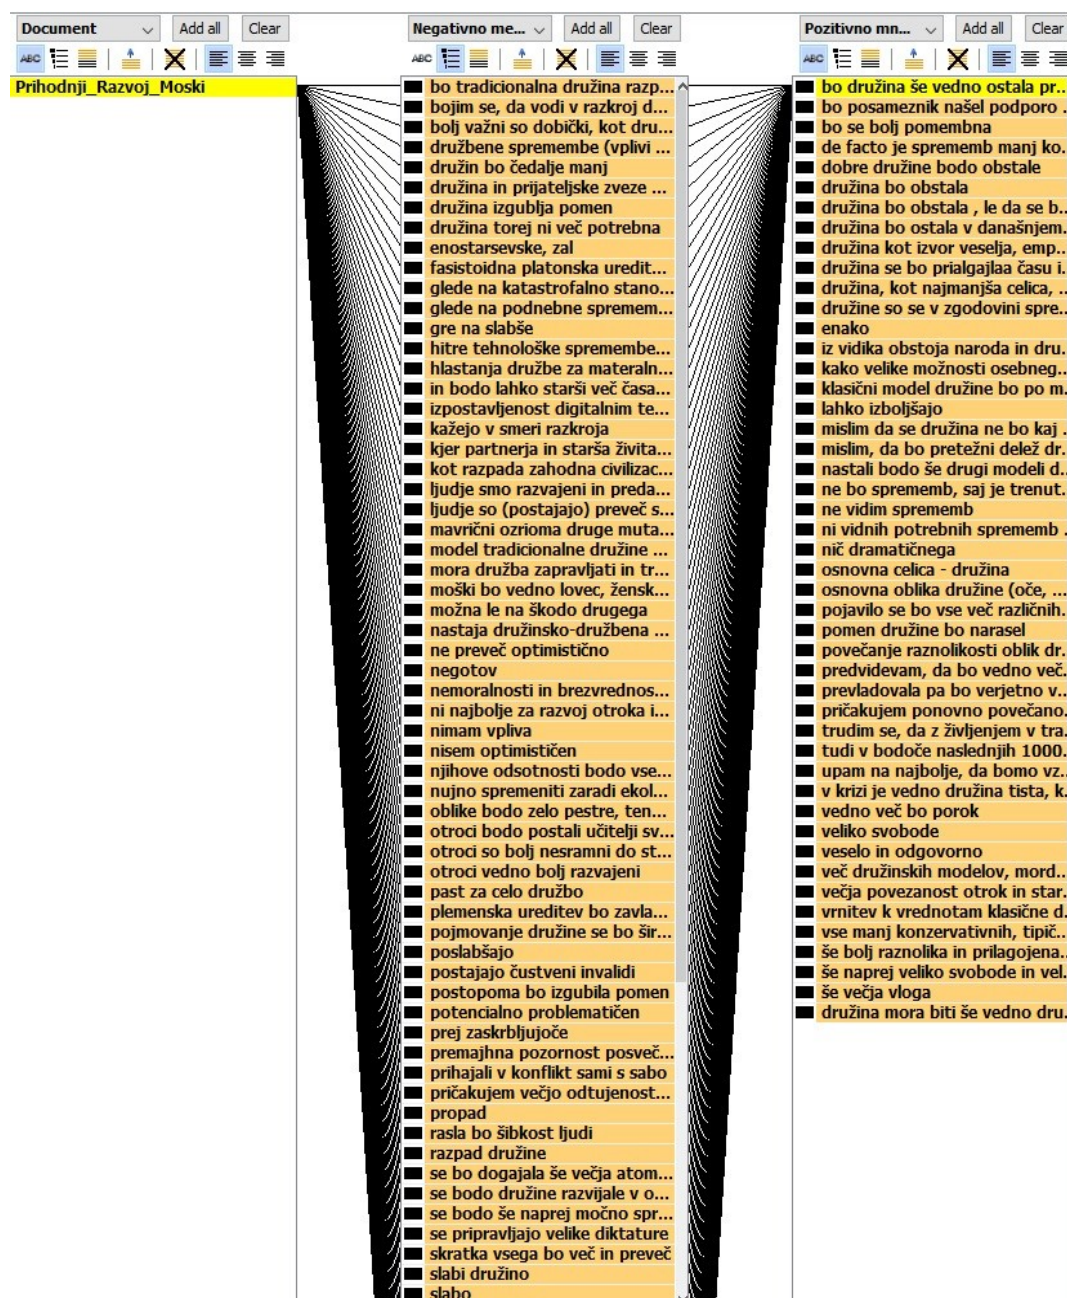 Document
Add all
Clear
ABC
Prihodnji_Razvoj_Moski
Negativno me...
Add all
Clear
ABC
bo tradicionalna družina razp...
bojim se, da vodi v razkroj d...
bolj važni so dobički, kot dru...
družbene spremembe (vplivi ...
družin bo čedalje manj
družina in prijateljske zveze ...
družina izgublja pomen
družina torej ni več potrebna
enostarsevske, zal
fasistoidna platonska uredit...
glede na katastrofalno stano...
glede na podnebne spremem...
gre na slabše
hitre tehnološke spremembe...
hlastanja družbe za materaln...
in bodo lahko starši več časa...
izpostavljenost digitalnim te...
kažejo v smeri razkroja
kjer partnerja in starša živita...
kot razpada zahodna civilizac...
ljudje smo razvajeni in preda...
ljudje so (postajajo) preveč s...
mavrični ozrioma druge muta...
model tradicionalne družine ...
mora družba zapravljati in tr...
moški bo vedno lovec, žensk...
možna le na škodo drugega
nastaja družinsko-družbena ...
ne preveč optimistično
negotov
nemoralnosti in brezvrednos...
ni najbolje za razvoj otroka i...
nimam vpliva
nisem optimističen
njihove odsotnosti bodo vse...
nujno spremeniti zaradi ekol...
oblike bodo zelo pestre, ten...
otroci bodo postali učitelji sv...
otroci so bolj nesramni do st...
otroci vedno bolj razvajeni
past za celo družbo
plemenska ureditev bo zavla...
pojmovanje družine se bo šir...
poslabšajo
postajajo čustveni invalidi
postopoma bo izgubila pomen
potencialno problematičen
prej zaskrbljujoče
premajhna pozornost posveč...
prihajali v konflikt sami s sabo
pričakujem večjo odtujenost...
propad
rasla bo šibkost ljudi
razpad družine
se bo dogajala še večja atom...
se bodo družine razvijale v o...
se bodo še naprej močno spr...
se pripravljajo velike diktature
skratka vsega bo več in preveč
slabi družino
slabo
Pozitivno mn...
Add all
Clear
ABC
bo družina še vedno ostala pr...
bo posameznik našel podporo .
bo se bolj pomembna
de facto je sprememb manj ko.
dobre družine bodo obstale
družina bo obstala
družina bo obstala , le da se b..
družina bo ostala v današnjem.
družina kot izvor veselja, emp...
družina se bo prialgajlaa času i.
družina, kot najmanjša celica, ..
družine so se v zgodovini spre..
enako
iz vidika obstoja naroda in dru.
kako velike možnosti osebneg..
klasični model družine bo po m.
lahko izboljšajo
mislim da se družina ne bo kaj .
mislim, da bo pretežni delež dr.
nastali bodo še drugi modeli d..
ne bo sprememb, saj je trenut.
ne vidim sprememb
ni vidnih potrebnih sprememb .
nič dramatičnega
osnovna celica - družina
osnovna oblika družine (oče, ...
pojavilo se bo vse več različnih.
pomen družine bo narasel
povečanje raznolikosti oblik dr.
predvidevam, da bo vedno več.
prevladovala pa bo verjetno v..
pričakujem ponovno povečano.
trudim se, da z življenjem v tra.
tudi v bodoče naslednjih 1000.
upam na najbolje, da bomo vz..
v krizi je vedno družina tista, k.
vedno več bo porok
veliko svobode
veselo in odgovorno
več družinskih modelov, mord..
večja povezanost otrok in star.
vrnitev k vrednotam klasične d.
vse manj konzervativnih, tipič..
še bolj raznolika in prilagojena..
še naprej veliko svobode in vel.
še večja vloga
družina mora biti še vedno dru.